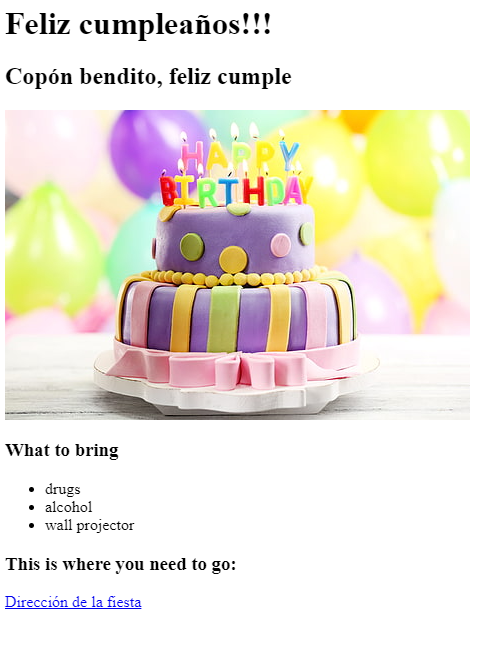 Feliz cumpleaños!!!
Copón bendito, feliz cumple
HAPPY
BIRTHDAY
What to bring
drugs
alcohol
wall projector
This is where you need to go:
Dirección de la fiesta